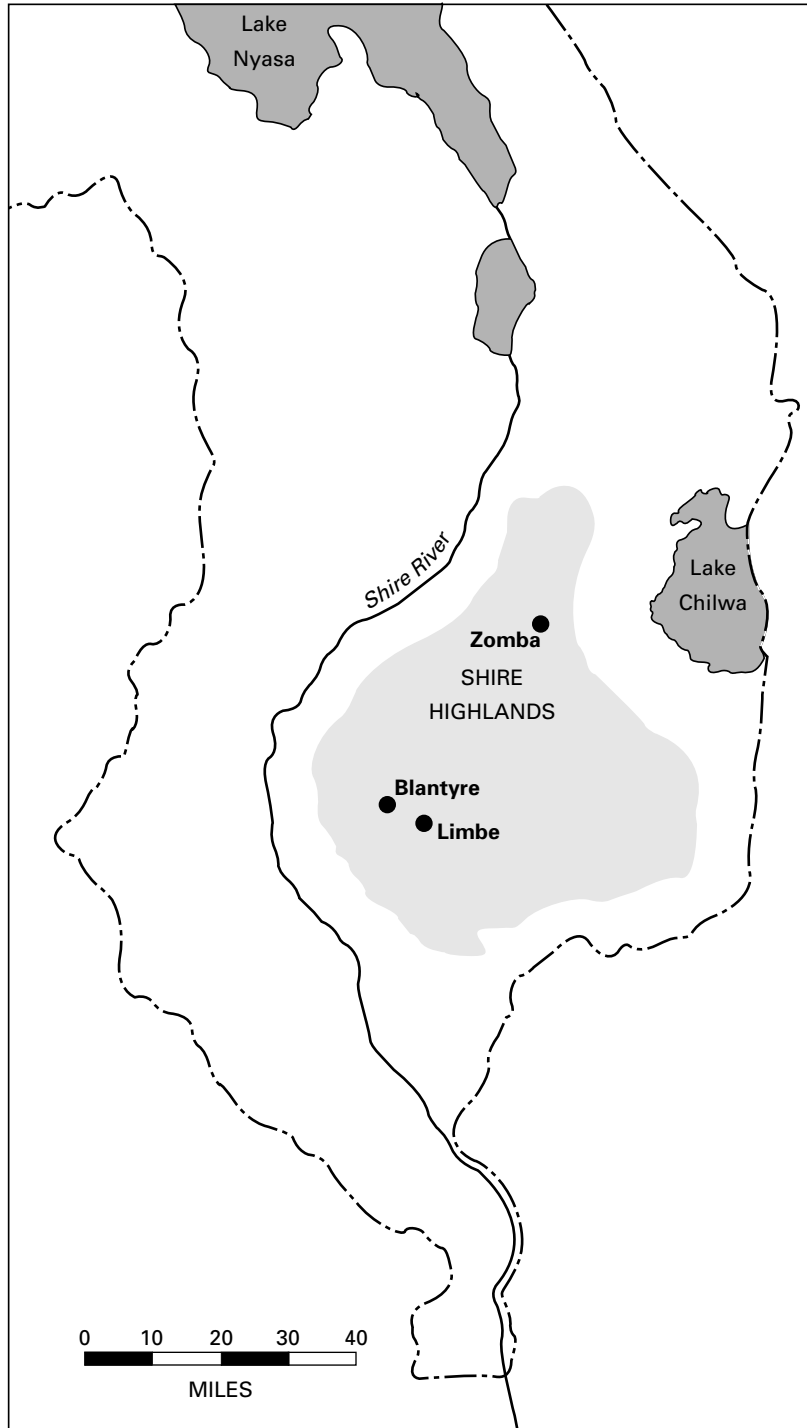 Lake
Nyasa
Shire River
Lake
Chilwa
Zomba
SHIRE
HIGHLANDS
Blantyre
Limbe
0 10 20 30 40
MILES